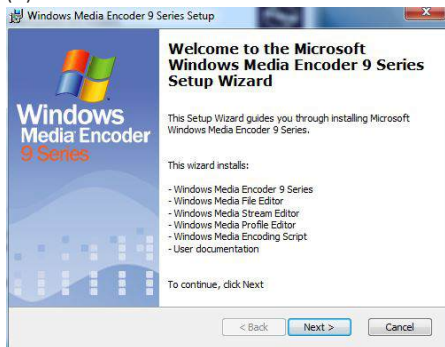 Windows Media Encoder 9 Series Setup
Welcome to the Microsoft
Windows Media Encoder 9 Series
Setup Wizard
Windows
Media Encoder
9 Series
This Setup Wizard guides you through installing Microsoft
Windows Media Encoder 9 Series.
This wizard installs:
- Windows Media Encoder 9 Series
- Windows Media File Editor
- Windows Media Stream Editor
- Windows Media Profile Editor
- Windows Media Encoding Script
- User documentation
To continue, click Next
< Back Next > Cancel